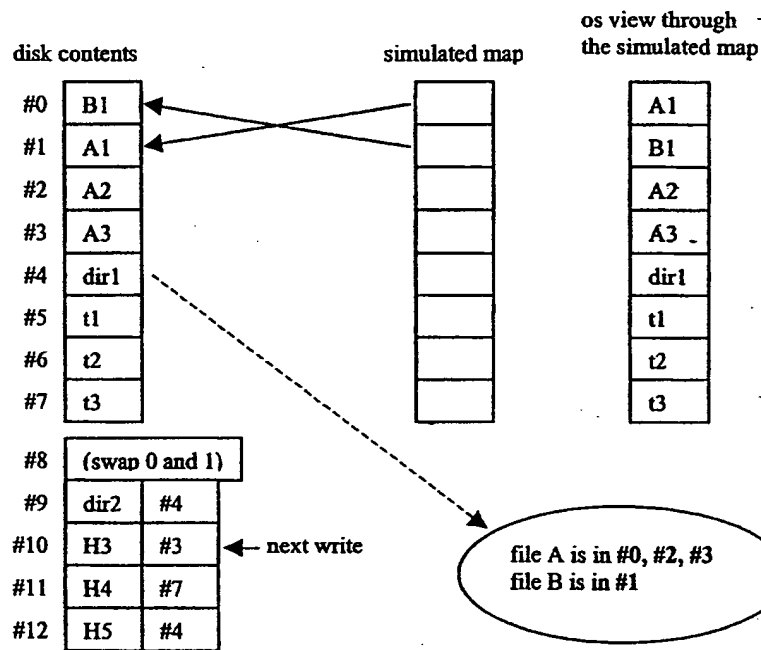 os view through
disk contents simulated map the simulated map
#0 B1 A1
#1 A1 B1
#2 A2 A2
#3 A3 A3
#4 dir1 dir1
#5 t1 t1
#6 t2 t2
#7 t3 t3
#8 (swap 0 and 1)
#9 dir2 #4
#10 H3 #3 next write
#11 H4 #7
#12 H5 #4
file A is in #0, #2, #3
file B is in #1